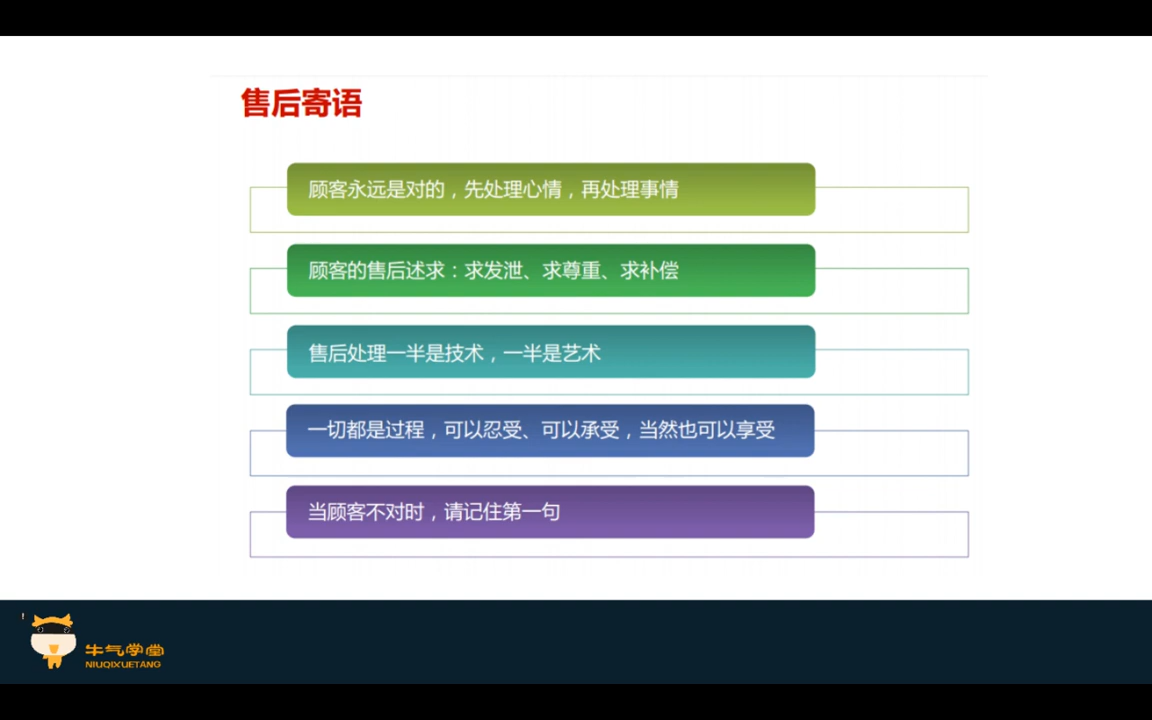 售后寄语
顾客永远是对的，先处理心情，再处理事情
顾客的售后述求：求发泄、求尊重、求补偿
售后处理一半是技术，一半是艺术
一切都是过程，可以忍受、可以承受，当然也可以享受
当顾客不对时，请记住第一句
牛气学堂
NIUQIXUETANG